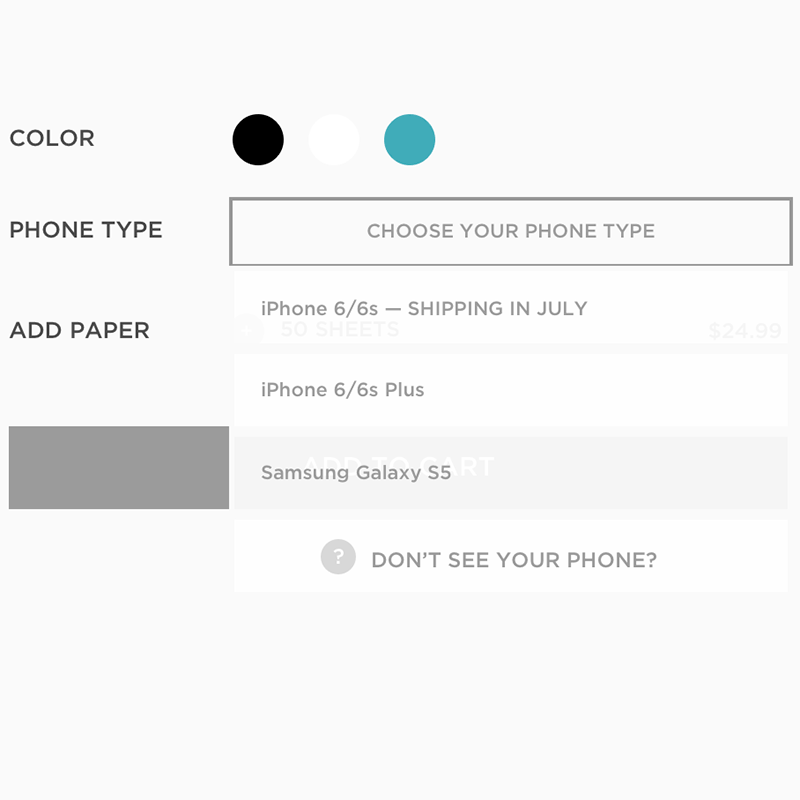 COLOR
PHONE TYPE
CHOOSE YOUR PHONE TYPE
iPhone 6/6s — SHIPPING IN JULY
ADD PAPER
50 SHEETS
$24.99
iPhone 6/6s Plus
ADD TO CART
Samsung Galaxy S5
?
DON’T SEE YOUR PHONE?